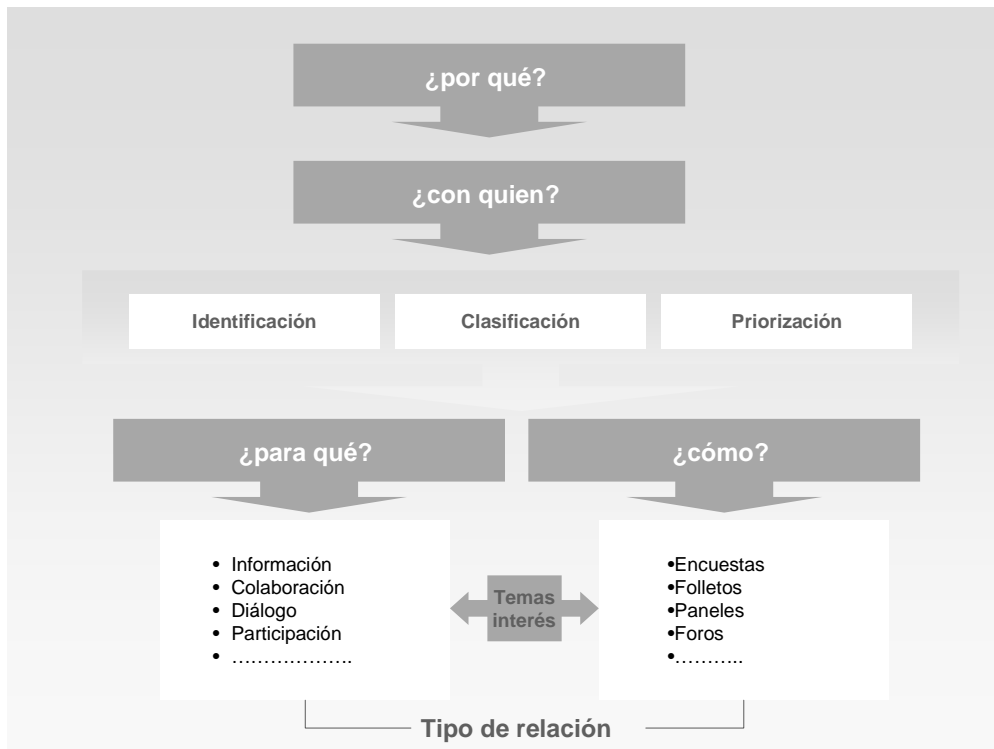 ¿por qué?
¿con quien?
Identificación
Clasificación
Priorización
¿para qué?
¿cómo?
• Información
• Colaboración
• Diálogo
• Participación
• ……………….
Temas
interés
•Encuestas
•Folletos
•Paneles
•Foros
•………..
Tipo de relación